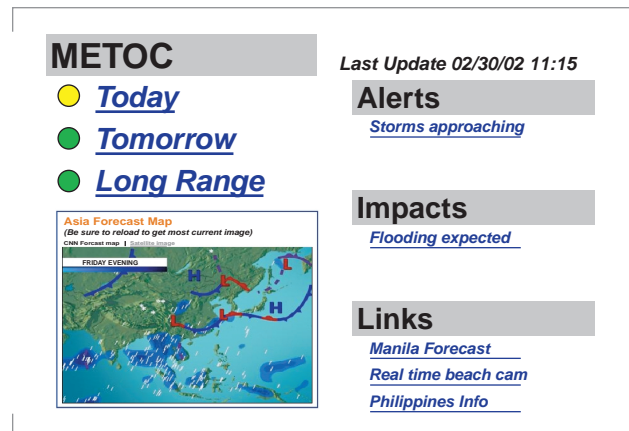 METOC
Last Update 02/30/02 11:15
Today
Tomorrow
Long Range
Asia Forecast Map
(Be sure to reload to get most current image)
CNN Forcast map | Satellite Image
FRIDAY EVENING
H
L
L
L
L
H
Alerts
Storms approaching
Impacts
Flooding expected
Links
Manila Forecast
Real time beach cam
Philippines Info